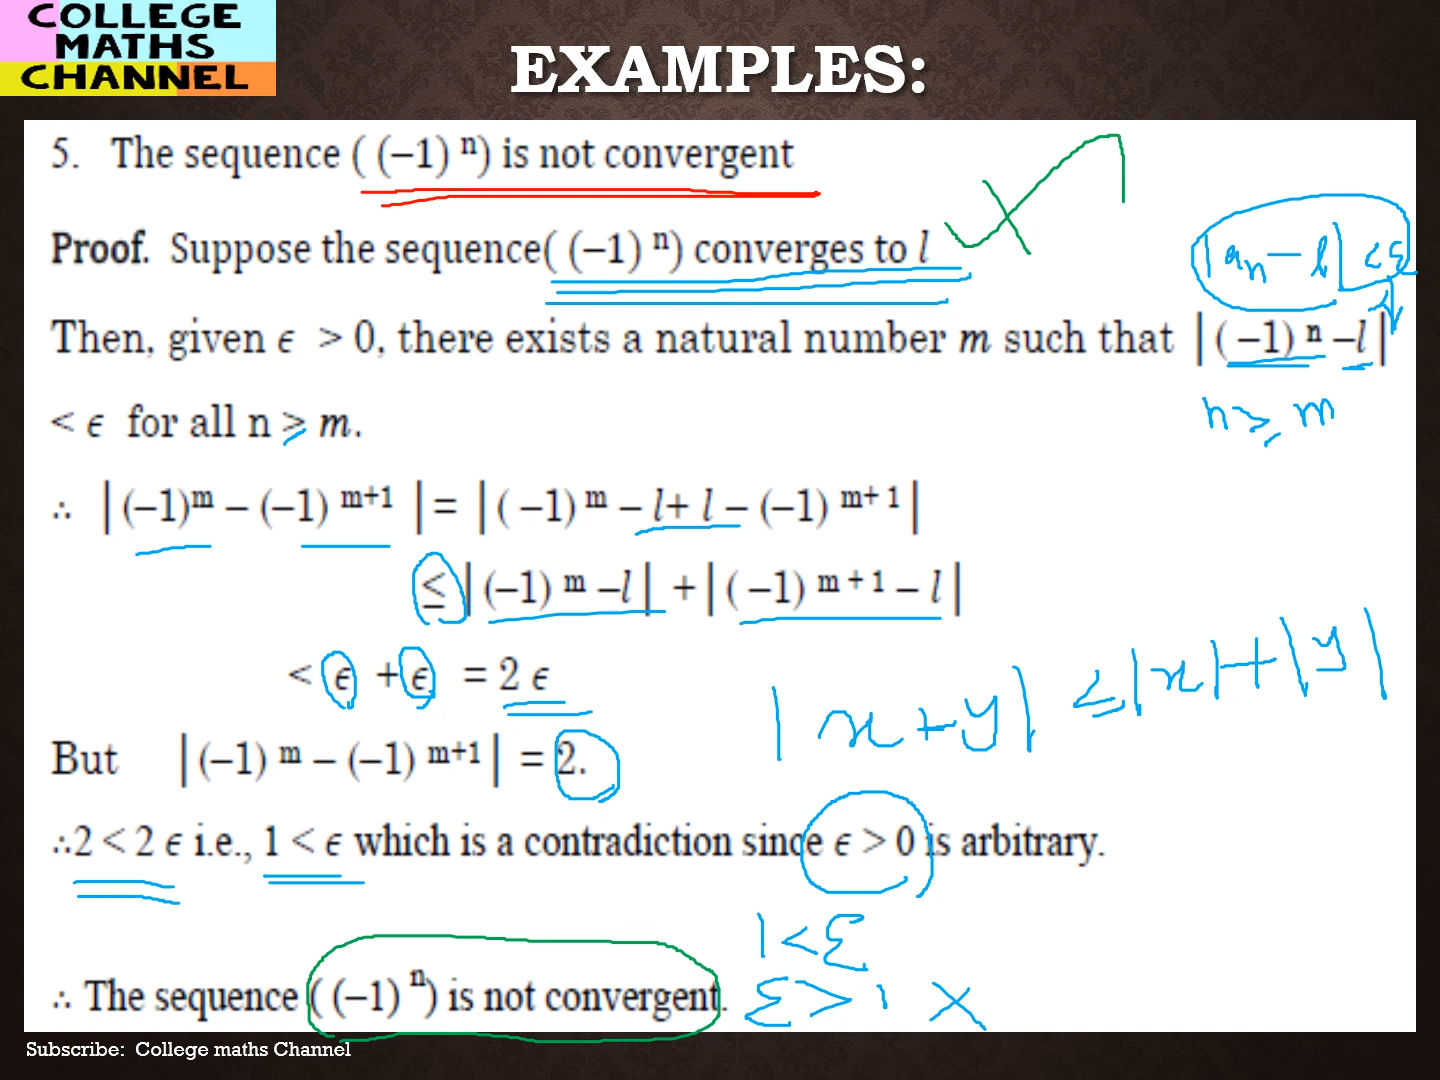 COLLEGE
MATHS
CHANNEL
EXAMPLES:
5. The sequence ( (–1) ⁿ) is not convergent
Proof. Suppose the sequence( (–1) ⁿ) converges to l
|aₙ – l| < ε
Then, given ϵ > 0, there exists a natural number m such that |(–1) ⁿ –l|
< ϵ for all n ≥ m.
n ≥ m
∴ |(–1)ᵐ – (–1) ᵐ⁺¹ | = |( –1) ᵐ – l+ l – (–1) ᵐ⁺ ¹|
≤ |(–1) ᵐ –l| + |( –1) ᵐ ⁺ ¹ – l|
< ϵ + ϵ = 2 ϵ
|x + y| ≤ |x| + |y|
But |(–1) ᵐ – (–1) ᵐ⁺¹| = 2.
∴2 < 2 ϵ i.e., 1 < ϵ which is a contradiction since ϵ > 0 is arbitrary.
1 < ε
∴ The sequence ( (–1) ⁿ) is not convergent.
ε > 1 ×
Subscribe: College maths Channel